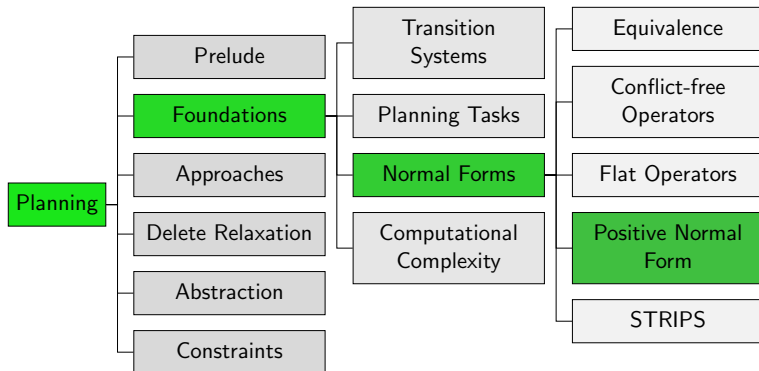 Planning
Prelude
Foundations
Approaches
Delete Relaxation
Abstraction
Constraints
Transition
Systems
Planning Tasks
Normal Forms
Computational
Complexity
Equivalence
Conflict-free
Operators
Flat Operators
Positive Normal
Form
STRIPS